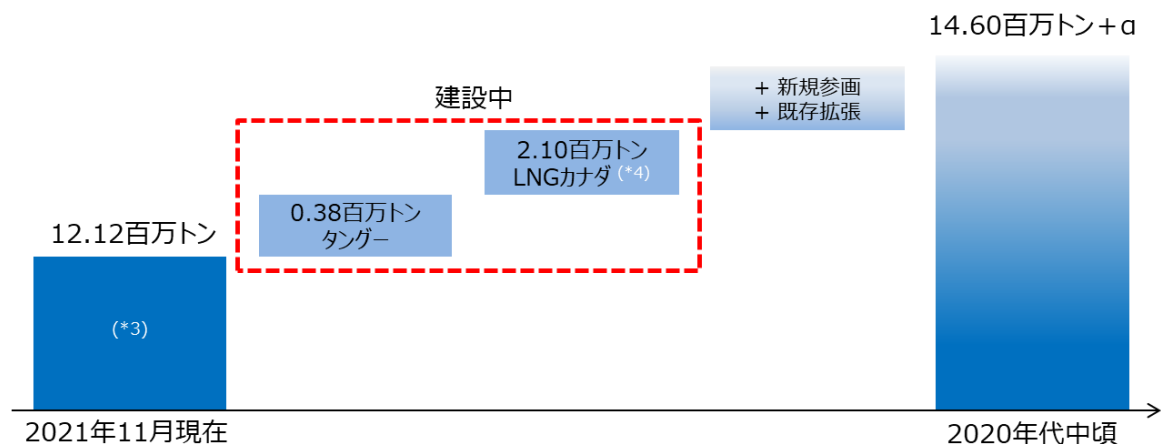 14.60百万トン＋α
建設中
+ 新規参画
+ 既存拡張
2.10百万トン
LNGカナダ (*4)
0.38百万トン
タングー
12.12百万トン
(*3)
2021年11月現在
2020年代中頃